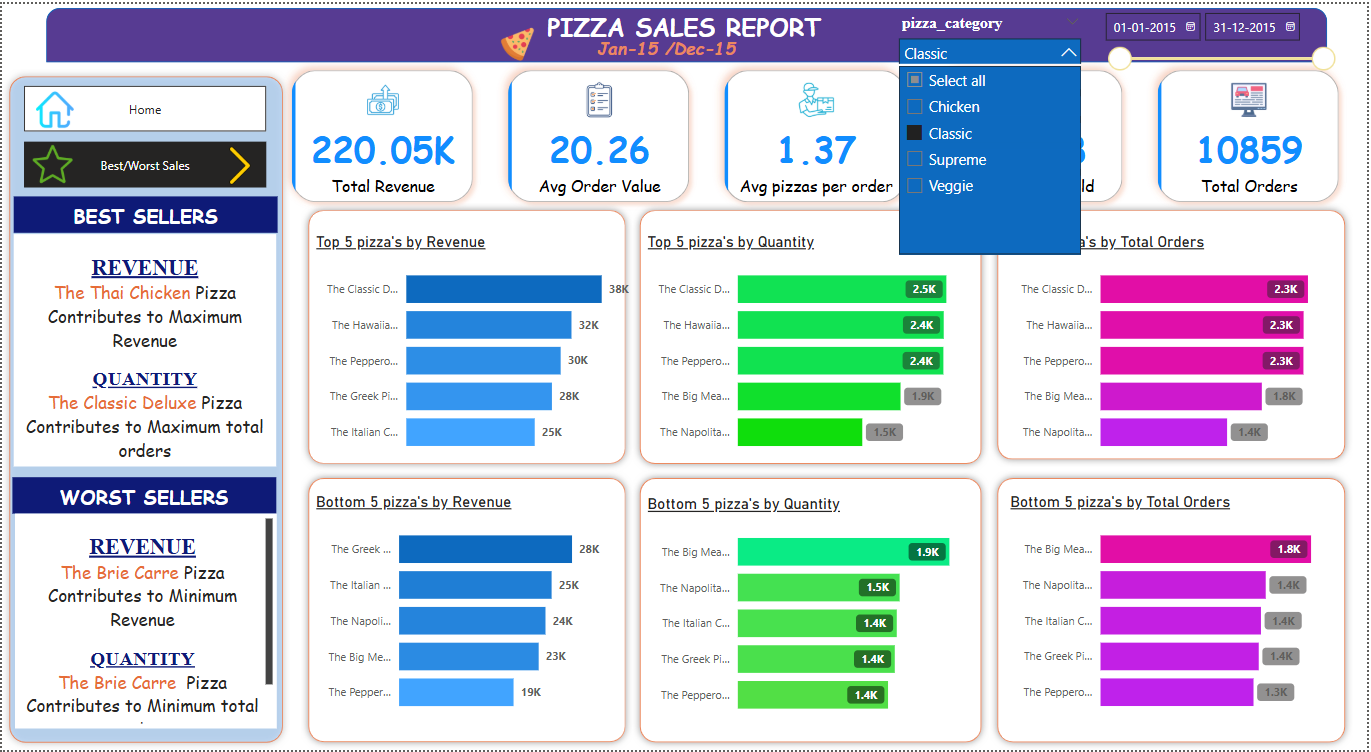 PIZZA SALES REPORT
Jan-15 /Dec-15
pizza_category
Classic
Select all
Chicken
Classic
Supreme
Veggie
01-01-2015
31-12-2015
Home
Best/Worst Sales
220.05K
Total Revenue
20.26
Avg Order Value
1.37
Avg pizzas per order
ld
10859
Total Orders
BEST SELLERS
REVENUE
The Thai Chicken Pizza
Contributes to Maximum
Revenue
QUANTITY
The Classic Deluxe Pizza
Contributes to Maximum total
orders
WORST SELLERS
REVENUE
The Brie Carre Pizza
Contributes to Minimum
Revenue
QUANTITY
The Brie Carre Pizza
Contributes to Minimum total
Top 5 pizza's by Revenue
The Classic D... 38K
The Hawaiia... 32K
The Peppero... 30K
The Greek Pi... 28K
The Italian C... 25K
Top 5 pizza's by Quantity
The Classic D... 2.5K
The Hawaiia... 2.4K
The Peppero... 2.4K
The Big Mea... 1.9K
The Napolita... 1.5K
a's by Total Orders
The Classic D... 2.3K
The Hawaiia... 2.3K
The Peppero... 2.3K
The Big Mea... 1.8K
The Napolita... 1.4K
Bottom 5 pizza's by Revenue
The Greek ... 28K
The Italian ... 25K
The Napoli... 24K
The Big Me... 23K
The Pepper... 19K
Bottom 5 pizza's by Quantity
The Big Mea... 1.9K
The Napolita... 1.5K
The Italian C... 1.4K
The Greek Pi... 1.4K
The Peppero... 1.4K
Bottom 5 pizza's by Total Orders
The Big Mea... 1.8K
The Napolita... 1.4K
The Italian C... 1.4K
The Greek Pi... 1.4K
The Peppero... 1.3K